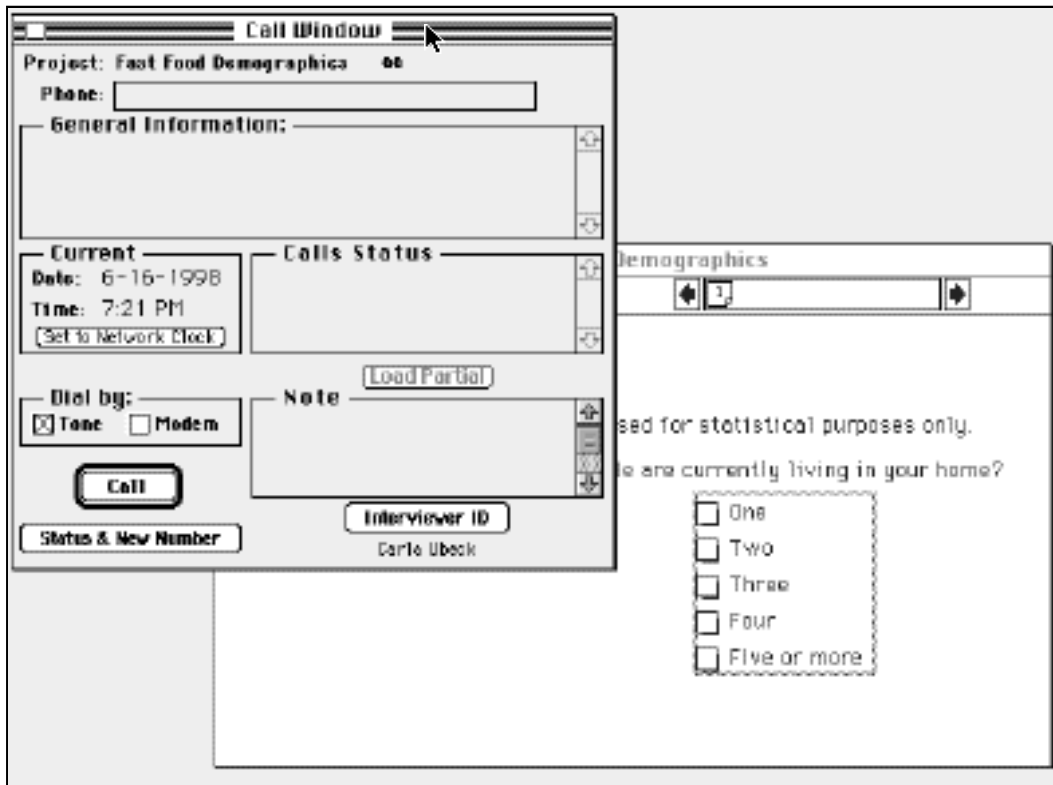 Call Window
Project: Fast Food Demographics
Phone:
General Information:
Current
Date: 6-16-1998
Time: 7:21 PM
Set to Network Clock
Calls Status
Load Partial
Dial by:
Tone Modem
Note
Call
Status & New Number
Interviewer ID
Carla Ubeck
Demographics
1
sed for statistical purposes only.
le are currently living in your home?
One
Two
Three
Four
Five or more